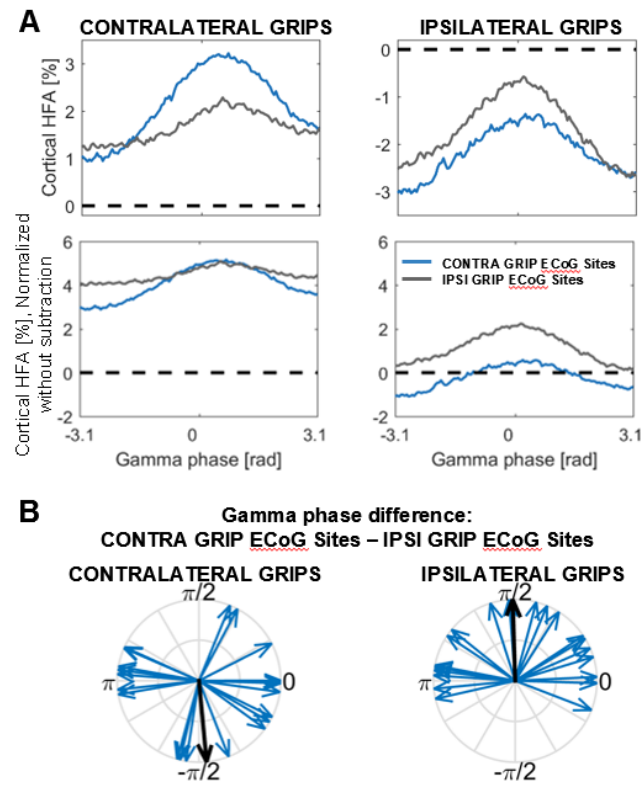 A
CONTRALATERAL GRIPS
IPSILATERAL GRIPS
Cortical HFA [%]
3
2
1
0
0
-1
-2
-3
Cortical HFA [%], Normalized
without subtraction
6
4
2
0
-2
6
4
2
0
-2
CONTRA GRIP ECoG Sites
IPSI GRIP ECoG Sites
-3.1 0 3.1
-3.1 0 3.1
Gamma phase [rad]
Gamma phase [rad]
B
Gamma phase difference:
CONTRA GRIP ECoG Sites – IPSI GRIP ECoG Sites
CONTRALATERAL GRIPS
IPSILATERAL GRIPS
π/2
π/2
π 0
π 0
-π/2
-π/2